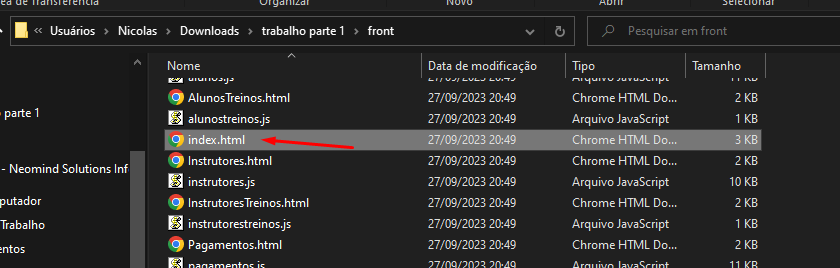 ea de Transferência Organizar Novo Abrir Selecionar
« Usuários > Nicolas > Downloads > trabalho parte 1 > front Pesquisar em front
Nome Data de modificação Tipo Tamanho
alunos.js 27/09/2023 20:49 Arquivo JavaScript 11 KB
AlunosTreinos.html 27/09/2023 20:49 Chrome HTML Do... 2 KB
o parte 1 alunostreinos.js 27/09/2023 20:49 Arquivo JavaScript 1 KB
index.html 27/09/2023 20:49 Chrome HTML Do... 3 KB
- Neomind Solutions Inf Instrutores.html 27/09/2023 20:49 Chrome HTML Do... 2 KB
instrutores.js 27/09/2023 20:49 Arquivo JavaScript 10 KB
putador InstrutoresTreinos.html 27/09/2023 20:49 Chrome HTML Do... 2 KB
Trabalho instrutorestreinos.js 27/09/2023 20:49 Arquivo JavaScript 1 KB
entos Pagamentos.html 27/09/2023 20:49 Chrome HTML Do... 2 KB
pagamentos.js 27/09/2023 20:49 Arquivo JavaScript 11 KB